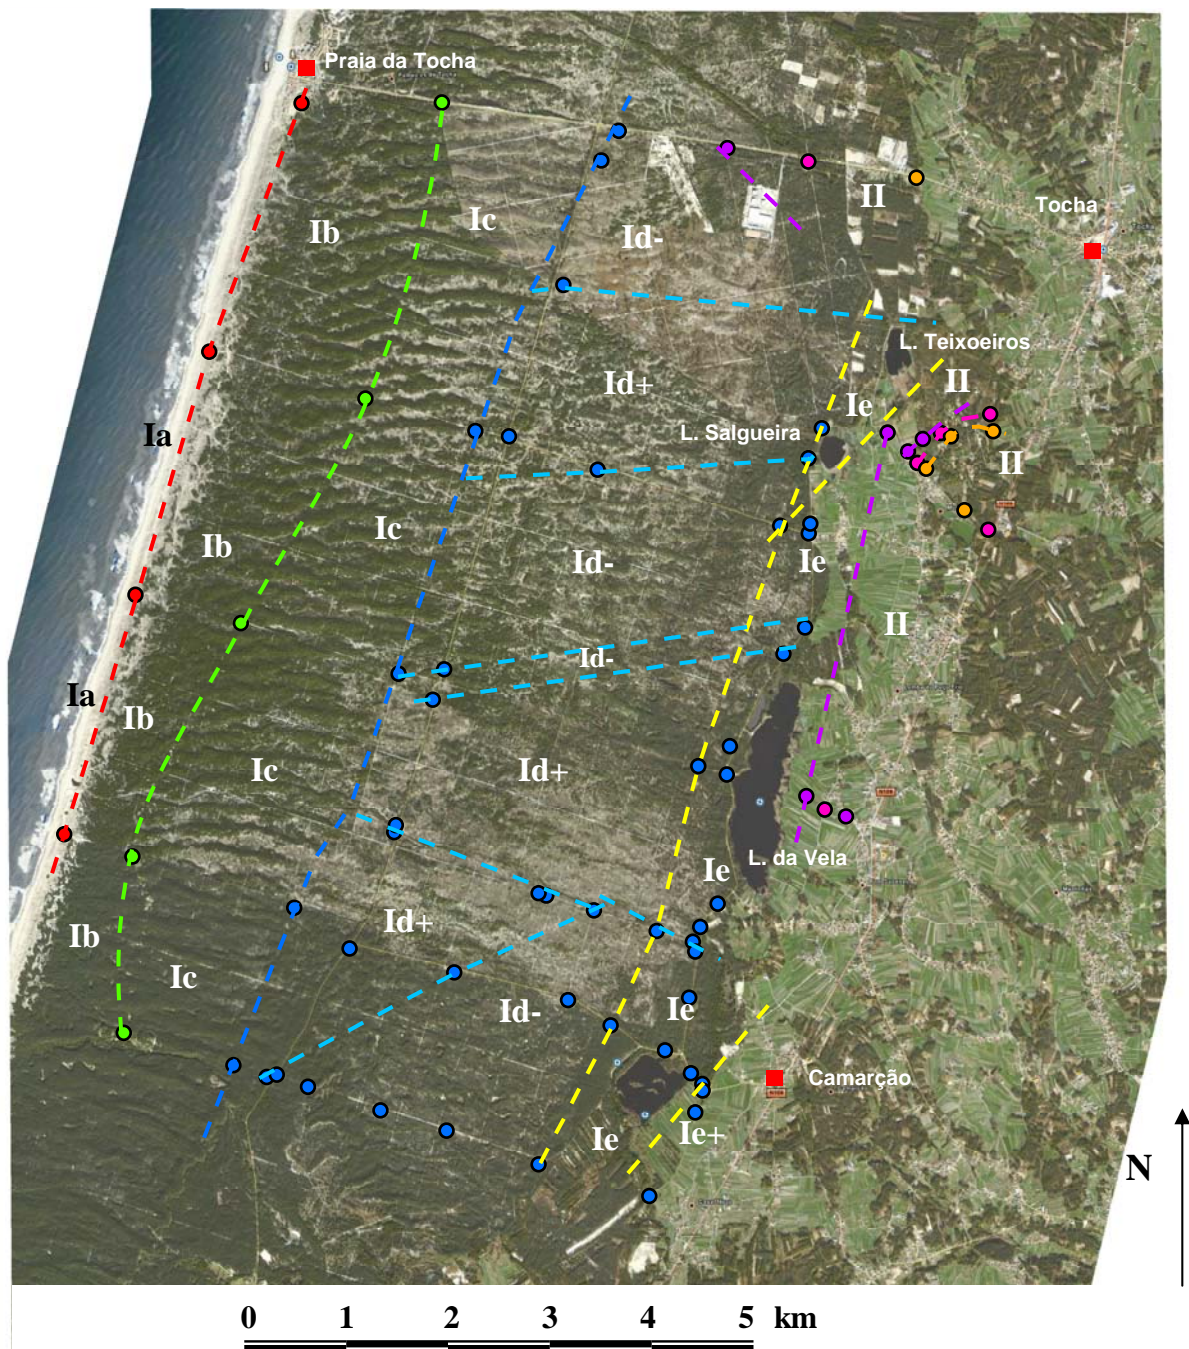 Praia da Tocha
Tocha
II
Ib
Ic
Id-
L. Teixoeiros
II
Id+
Ie
L. Salgueira
Ia
II
Ic
Ib
Id-
Ie
II
Id-
Ia
Ib
Ic
Id+
L. da Vela
Ie
Id+
Ib
Ic
Id-
Ie
Camarção
Ie
Ie+
N
0 1 2 3 4 5 km